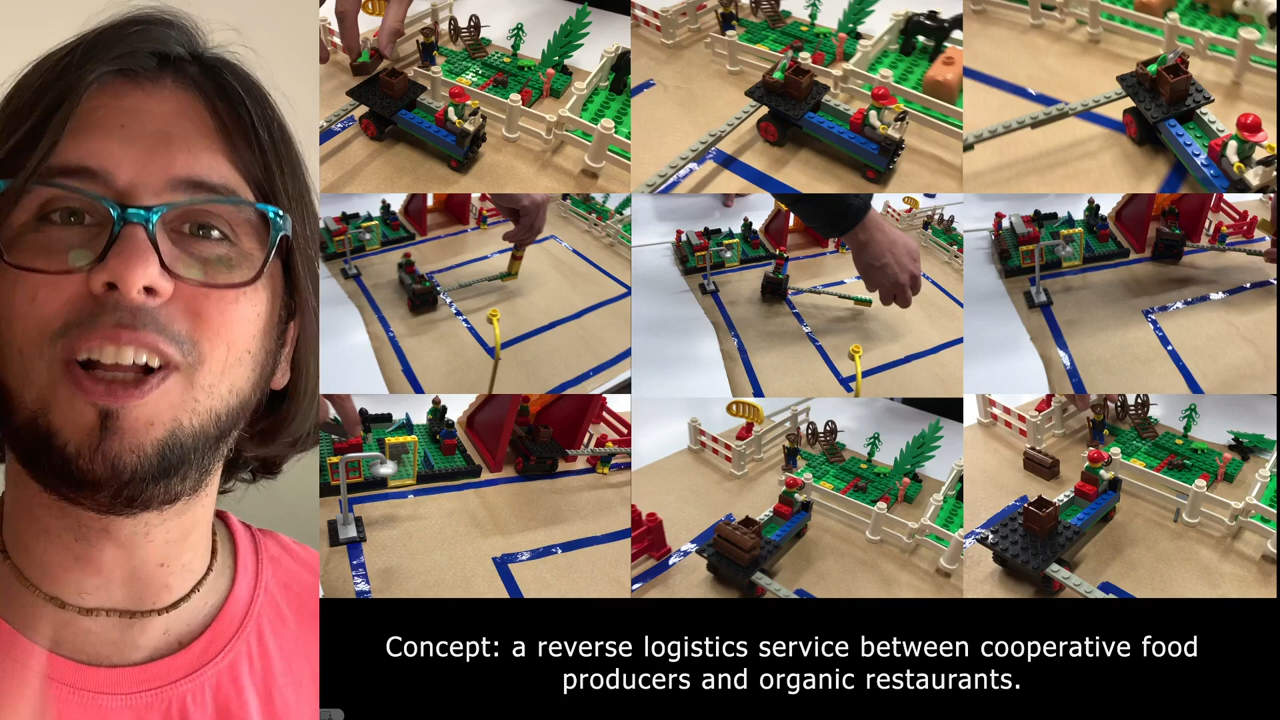 Concept: a reverse logistics service between cooperative food
producers and organic restaurants.